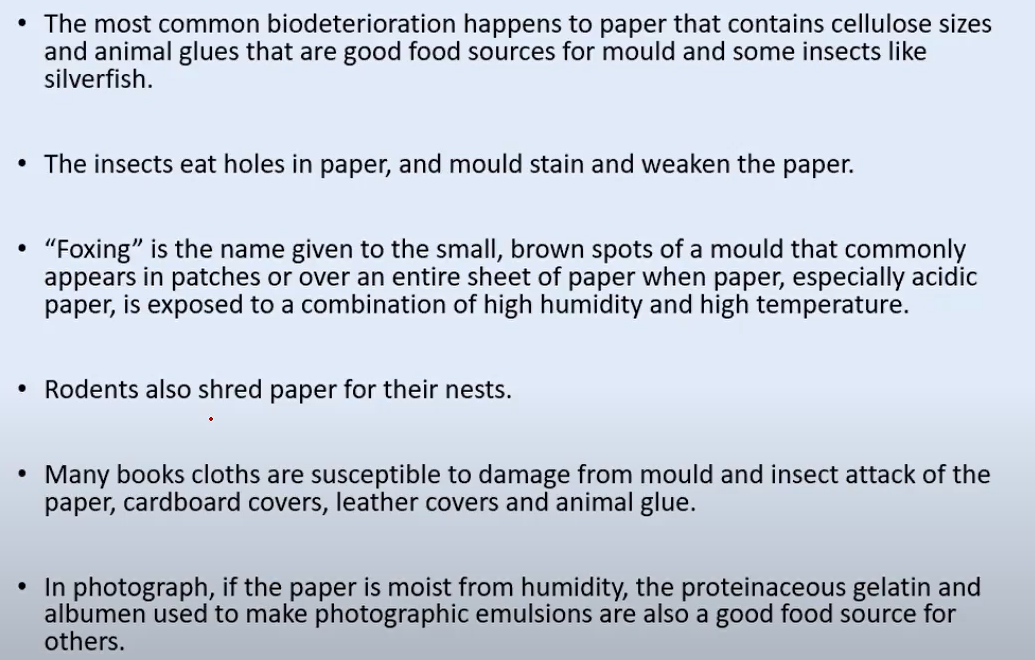 • The most common biodeterioration happens to paper that contains cellulose sizes
and animal glues that are good food sources for mould and some insects like
silverfish.
• The insects eat holes in paper, and mould stain and weaken the paper.
• “Foxing” is the name given to the small, brown spots of a mould that commonly
appears in patches or over an entire sheet of paper when paper, especially acidic
paper, is exposed to a combination of high humidity and high temperature.
• Rodents also shred paper for their nests.
• Many books cloths are susceptible to damage from mould and insect attack of the
paper, cardboard covers, leather covers and animal glue.
• In photograph, if the paper is moist from humidity, the proteinaceous gelatin and
albumen used to make photographic emulsions are also a good food source for
others.